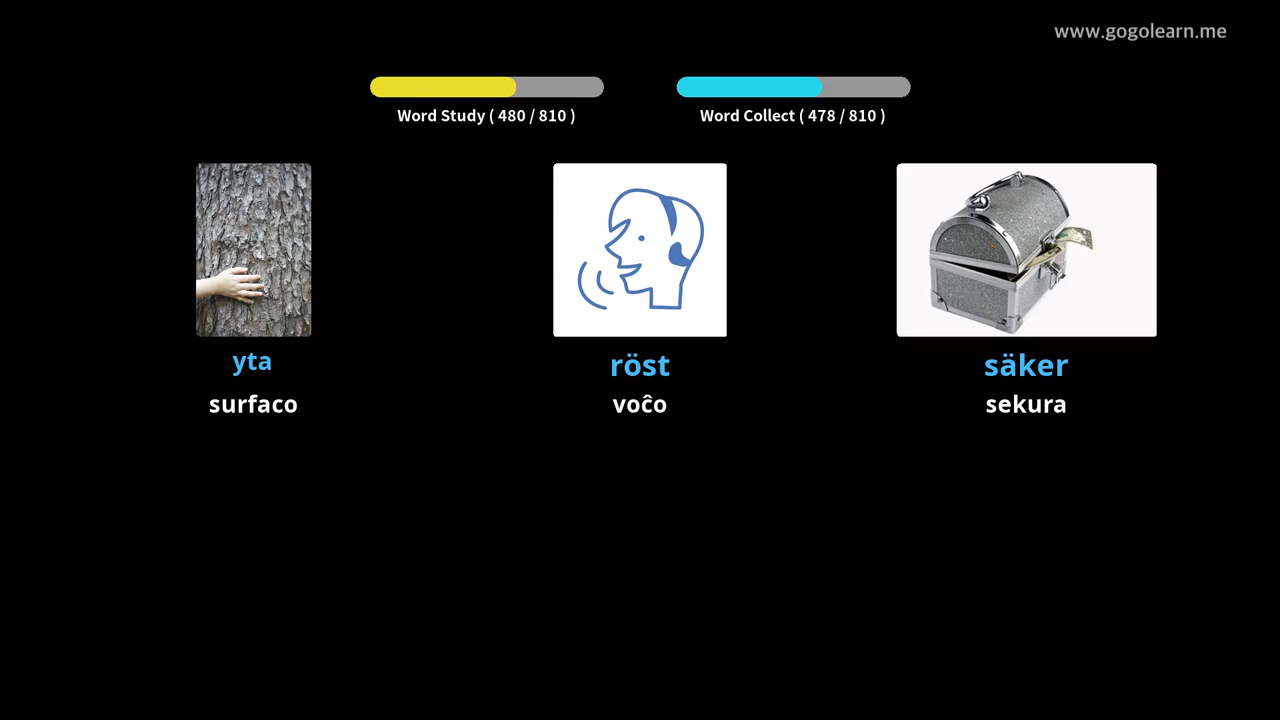 www.gogolearn.me
Word Study ( 480 / 810 )
Word Collect ( 478 / 810 )
yta
surfaco
röst
voĉo
säker
sekura